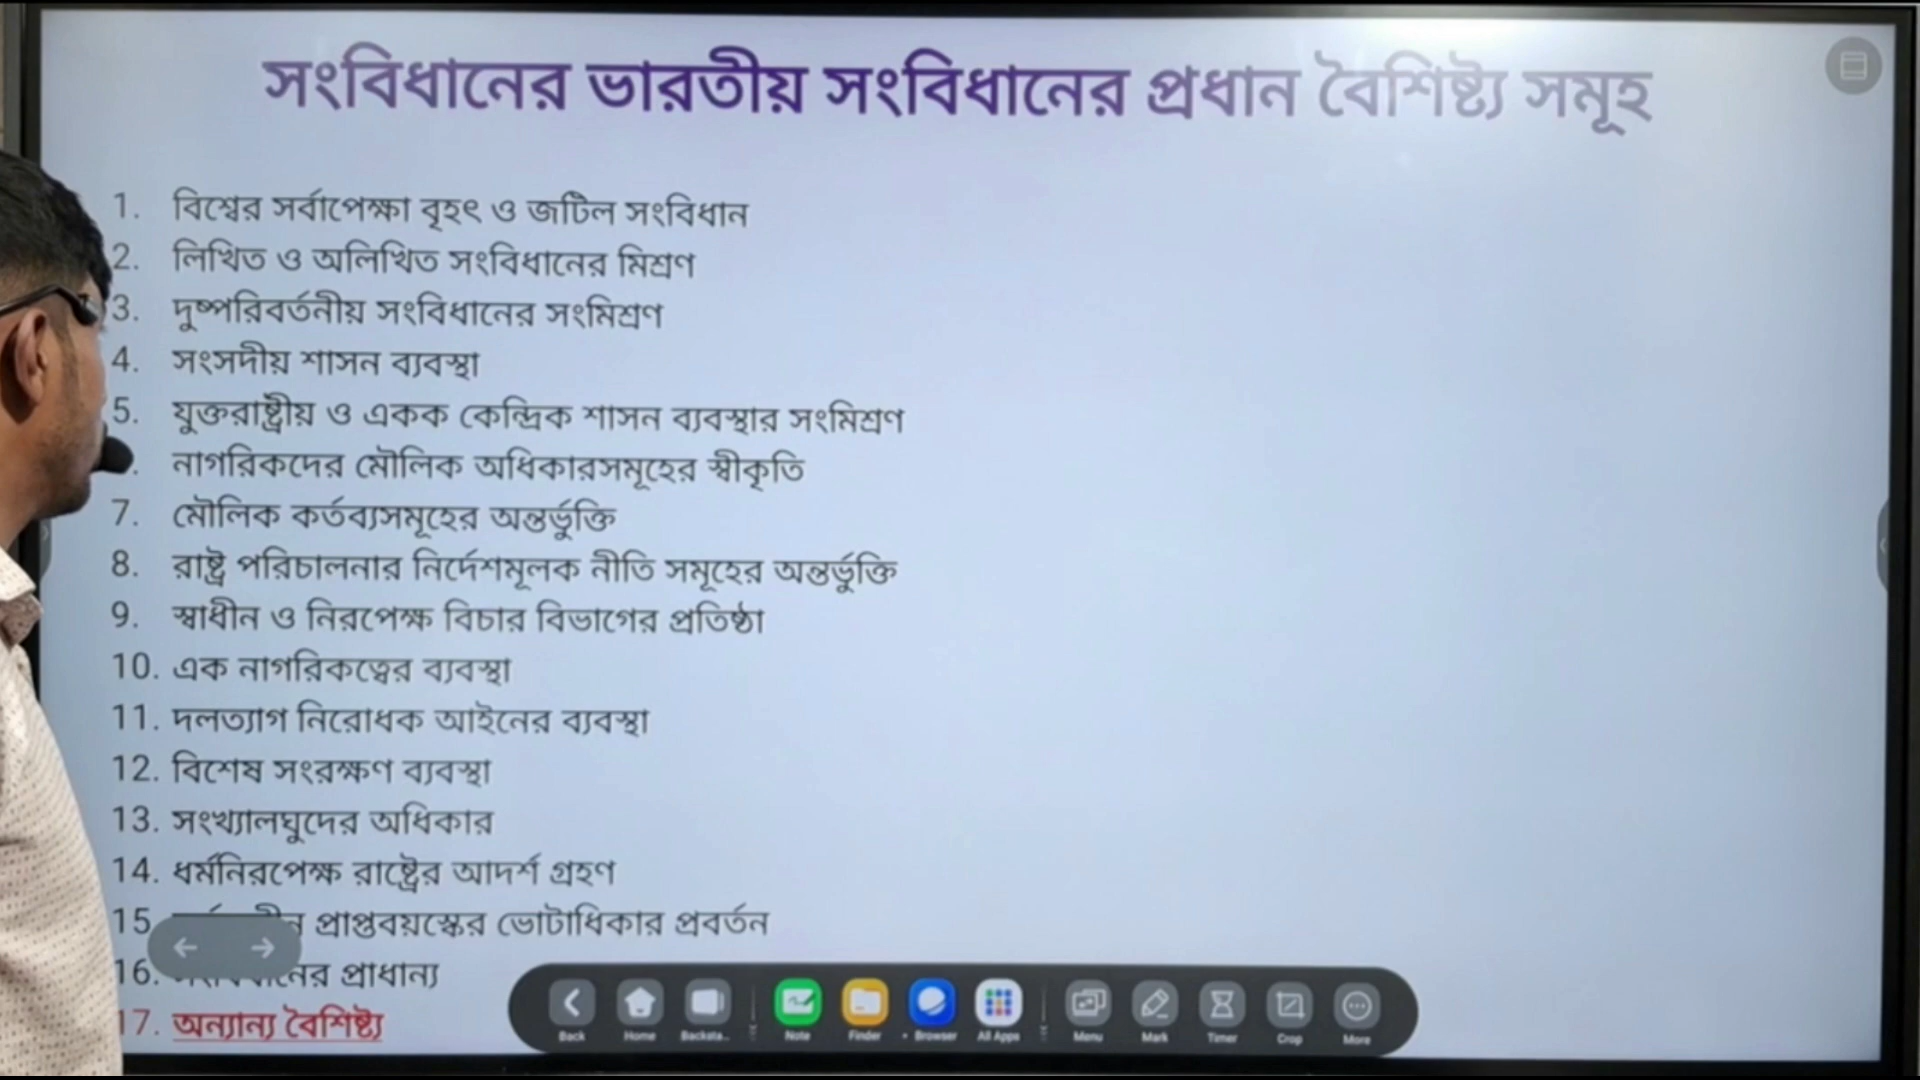 সংবিধানের ভারতীয় সংবিধানের প্রধান বৈশিষ্ট্য সমূহ
1. বিশ্বের সর্বাপেক্ষা বৃহৎ ও জটিল সংবিধান
2. লিখিত ও অলিখিত সংবিধানের মিশ্রণ
3. দুষ্পরিবর্তনীয় সংবিধানের সংমিশ্রণ
4. সংসদীয় শাসন ব্যবস্থা
5. যুক্তরাষ্ট্রীয় ও একক কেন্দ্রিক শাসন ব্যবস্থার সংমিশ্রণ
. নাগরিকদের মৌলিক অধিকারসমূহের স্বীকৃতি
7. মৌলিক কর্তব্যসমূহের অন্তর্ভুক্তি
8. রাষ্ট্র পরিচালনার নির্দেশমূলক নীতি সমূহের অন্তর্ভুক্তি
9. স্বাধীন ও নিরপেক্ষ বিচার বিভাগের প্রতিষ্ঠা
10. এক নাগরিকত্বের ব্যবস্থা
11. দলত্যাগ নিরোধক আইনের ব্যবস্থা
12. বিশেষ সংরক্ষণ ব্যবস্থা
13. সংখ্যালঘুদের অধিকার
14. ধর্মনিরপেক্ষ রাষ্ট্রের আদর্শ গ্রহণ
15 প্রাপ্তবয়স্কের ভোটাধিকার প্রবর্তন
16. প্রাধান্য
17. অন্যান্য বৈশিষ্ট্য
Back Home Backsta.. Note Finder Browser All Apps Menu Mark Timer Crop More